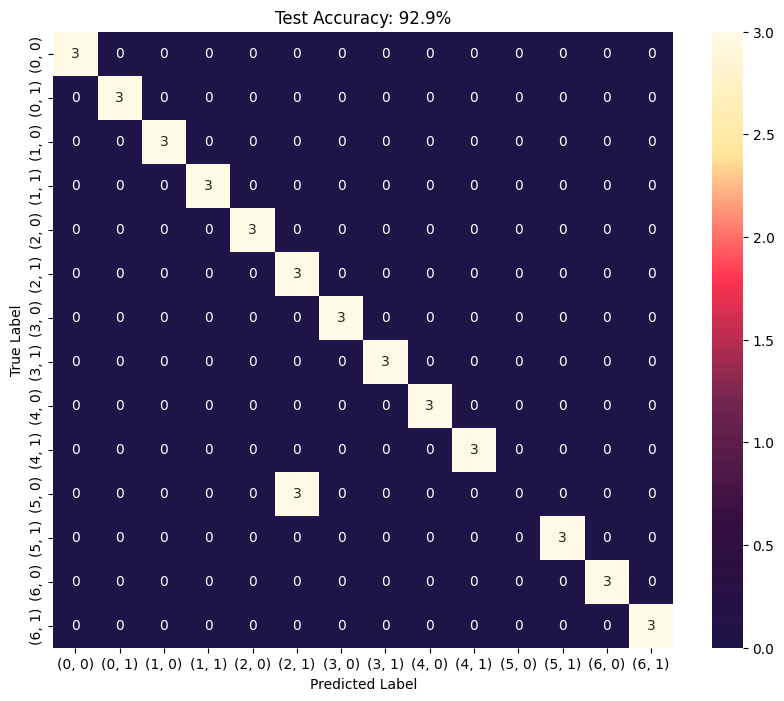 Test Accuracy: 92.9%
(0, 0) 3 0 0 0 0 0 0 0 0 0 0 0 0 0
(0, 1) 0 3 0 0 0 0 0 0 0 0 0 0 0 0
(1, 0) 0 0 3 0 0 0 0 0 0 0 0 0 0 0
(1, 1) 0 0 0 3 0 0 0 0 0 0 0 0 0 0
(2, 0) 0 0 0 0 3 0 0 0 0 0 0 0 0 0
(2, 1) 0 0 0 0 0 3 0 0 0 0 0 0 0 0
(3, 0) 0 0 0 0 0 0 3 0 0 0 0 0 0 0
(3, 1) 0 0 0 0 0 0 0 3 0 0 0 0 0 0
(4, 0) 0 0 0 0 0 0 0 0 3 0 0 0 0 0
(4, 1) 0 0 0 0 0 0 0 0 0 3 0 0 0 0
(5, 0) 0 0 0 0 0 3 0 0 0 0 0 0 0 0
(5, 1) 0 0 0 0 0 0 0 0 0 0 0 3 0 0
(6, 0) 0 0 0 0 0 0 0 0 0 0 0 0 3 0
(6, 1) 0 0 0 0 0 0 0 0 0 0 0 0 0 3
True Label
(0, 0) (0, 1) (1, 0) (1, 1) (2, 0) (2, 1) (3, 0) (3, 1) (4, 0) (4, 1) (5, 0) (5, 1) (6, 0) (6, 1)
Predicted Label
3.0
2.5
2.0
1.5
1.0
0.5
0.0